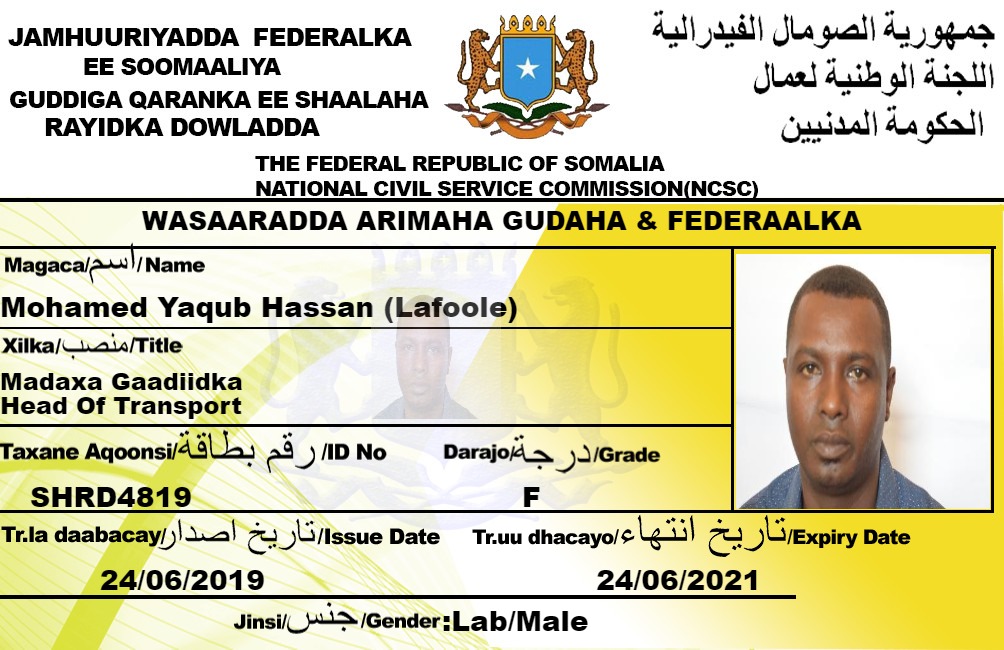 JAMHUURIYADDA FEDERALKA
EE SOOMAALIYA
GUDDIGA QARANKA EE SHAALAHA
RAYIDKA DOWLADDA
جمهورية الصومال الفيدرالية
اللجنة الوطنية لعمال
الحكومة المدنيين
THE FEDERAL REPUBLIC OF SOMALIA
NATIONAL CIVIL SERVICE COMMISSION(NCSC)
WASAARADDA ARIMAHA GUDAHA & FEDERAALKA
Magaca/اسم/Name
Mohamed Yaqub Hassan (Lafoole)
Xilka/منصب/Title
Madaxa Gaadiidka
Head Of Transport
Taxane Aqoonsi/رقم بطاقة/ID No Darajo/درجة/Grade
SHRD4819 F
Tr.la daabacay/تاريخ اصدار/Issue Date Tr.uu dhacayo/تاريخ انتهاء/Expiry Date
24/06/2019 24/06/2021
Jinsi/جنس/Gender:Lab/Male